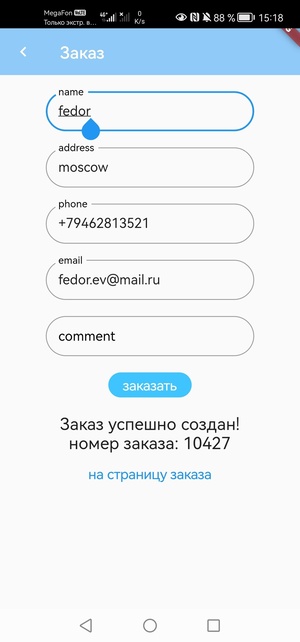 MegaFon
Только экстр. в...
0
K/s
88 %
15:18
Заказ
name
fedor
address
moscow
phone
+79462813521
email
fedor.ev@mail.ru
comment
заказать
Заказ успешно создан!
номер заказа: 10427
на страницу заказа